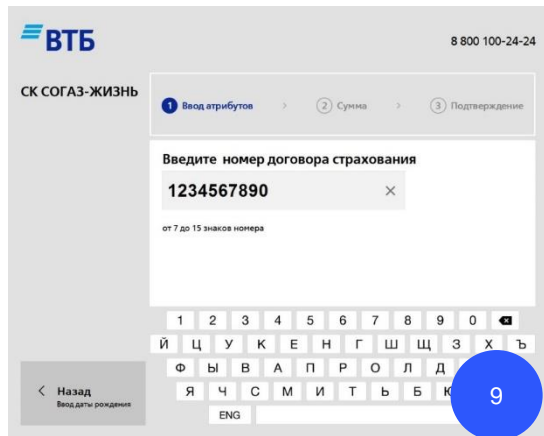 ВТБ
8 800 100-24-24
СК СОГАЗ-ЖИЗНЬ
1 Ввод атрибутов > 2 Сумма > 3 Подтверждение
Введите номер договора страхования
1234567890 ×
от 7 до 15 знаков номера
1 2 3 4 5 6 7 8 9 0
Й Ц У К Е Н Г Ш Щ З Х Ъ
Ф Ы В А П Р О Л Д
Я Ч С М И Т Ь Б Ю
ENG
< Назад
Ввод даты рождения
9